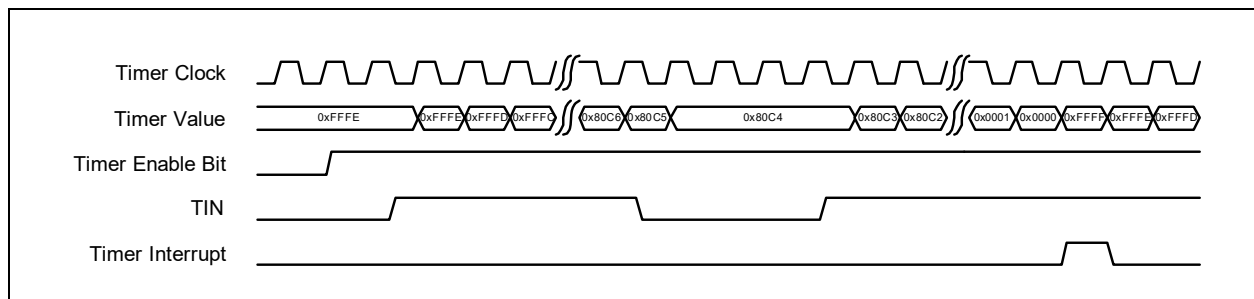 Timer Clock
Timer Value 0xFFFE 0xFFFE 0xFFFD 0xFFFC 0x80C6 0x80C5 0x80C4 0x80C3 0x80C2 0x0001 0x0000 0xFFFF 0xFFFE 0xFFFD
Timer Enable Bit
TIN
Timer Interrupt